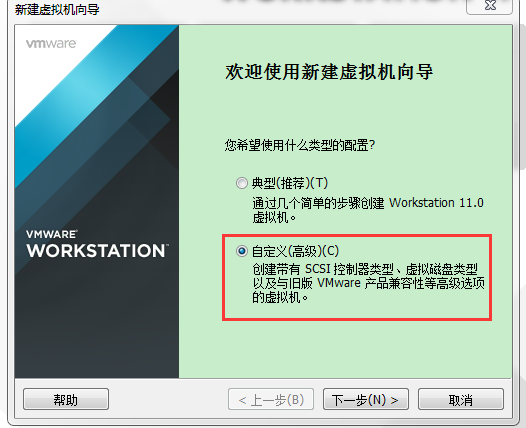 新建虚拟机向导
vmware
欢迎使用新建虚拟机向导
您希望使用什么类型的配置?
典型(推荐)(T)
通过几个简单的步骤创建 Workstation 11.0
虚拟机。
VMWARE®
WORKSTATION™
自定义(高级)(C)
创建带有 SCSI 控制器类型、虚拟磁盘类型
以及与旧版 VMware 产品兼容性等高级选项
的虚拟机。
帮助
< 上一步(B)
下一步(N) >
取消